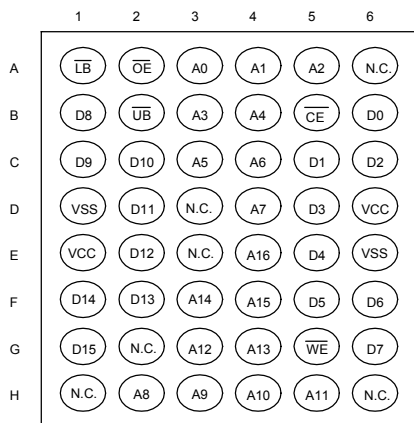 1 2 3 4 5 6
A LB OE A0 A1 A2 N.C.
B D8 UB A3 A4 CE D0
C D9 D10 A5 A6 D1 D2
D VSS D11 N.C. A7 D3 VCC
E VCC D12 N.C. A16 D4 VSS
F D14 D13 A14 A15 D5 D6
G D15 N.C. A12 A13 WE D7
H N.C. A8 A9 A10 A11 N.C.